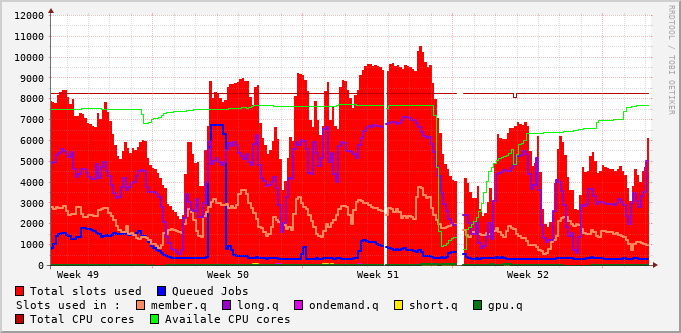 RRDTOOL / TOBI OETIKER
12000
11000
10000
9000
8000
7000
6000
5000
4000
3000
2000
1000
0
Week 49 Week 50 Week 51 Week 52
Total slots used Queued Jobs
Slots used in : member.q long.q ondemand.q short.q gpu.q
Total CPU cores Availale CPU cores